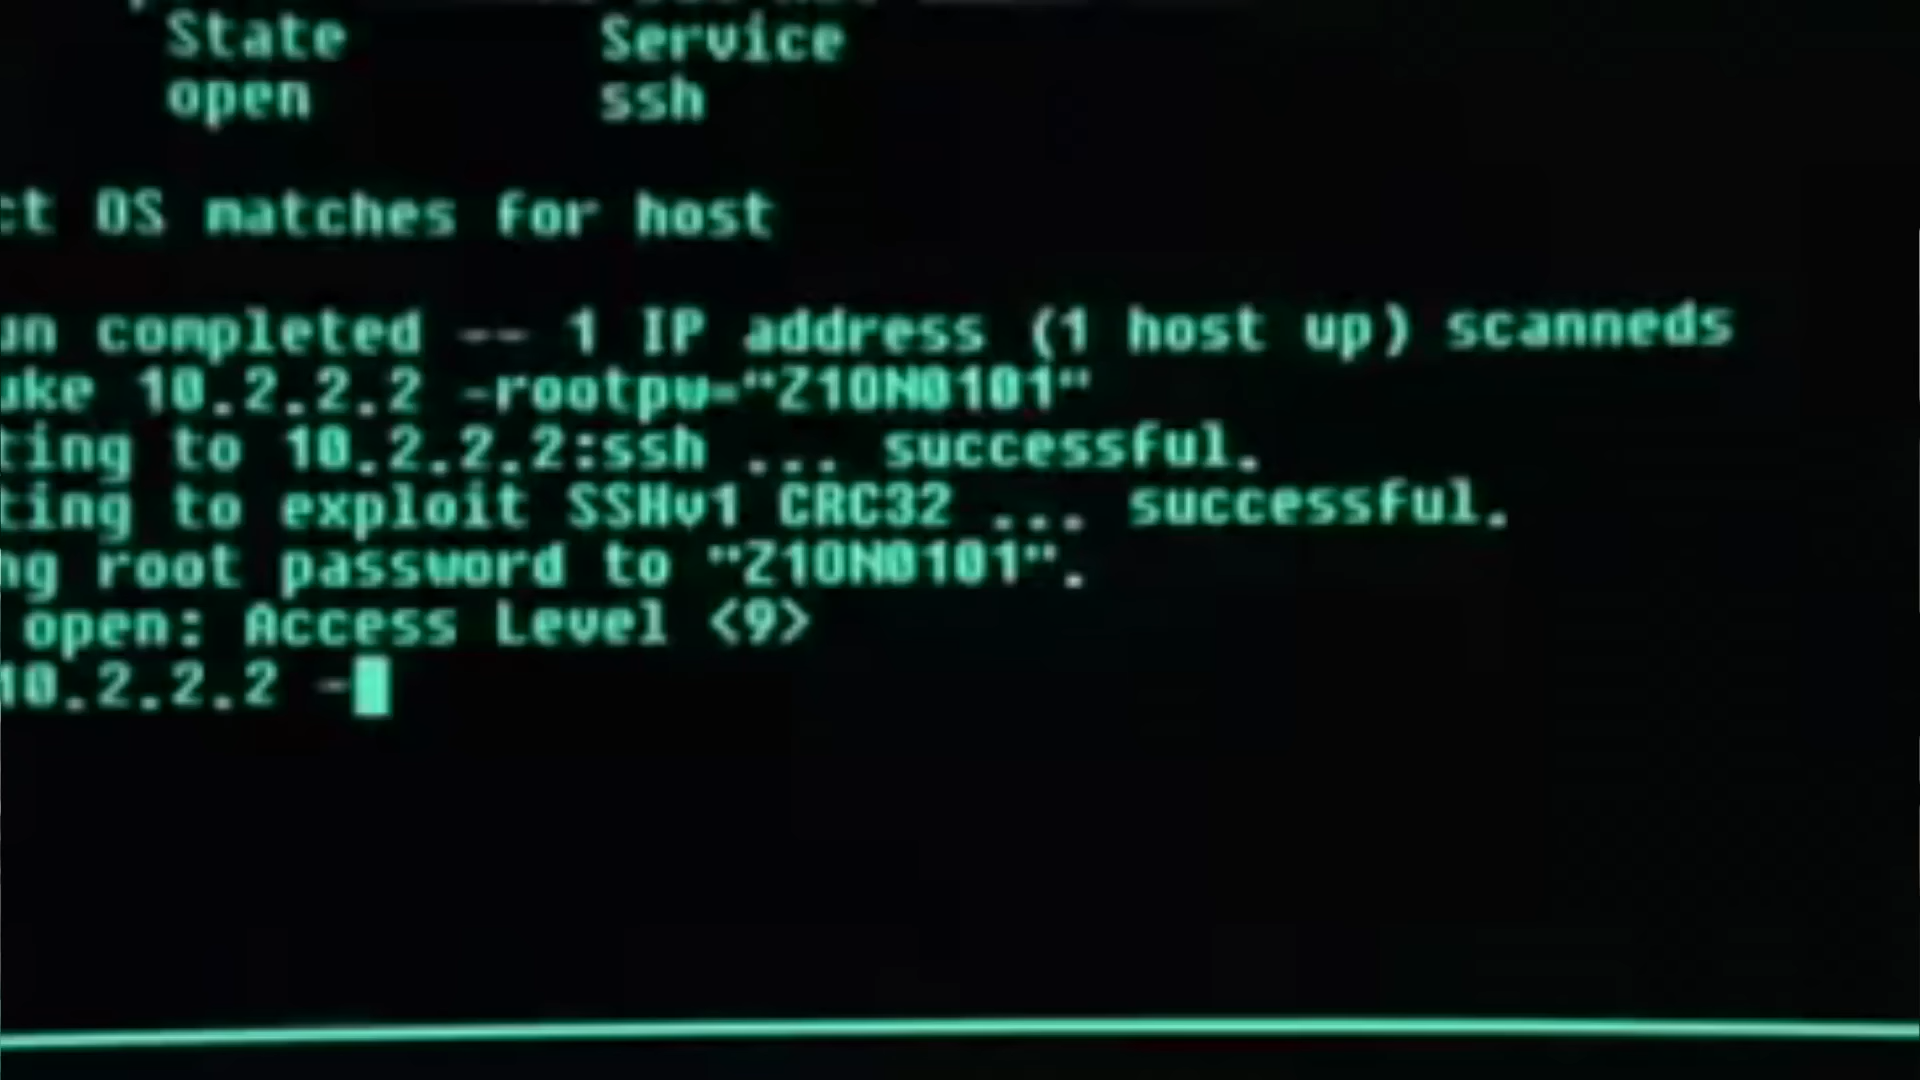 State Service
open ssh
ct OS matches for host
un completed -- 1 IP address (1 host up) scanneds
uke 10.2.2.2 -rootpw="Z1ON0101"
ting to 10.2.2.2:ssh ... successful.
ting to exploit SSHv1 CRC32 ... successful.
ng root password to "Z1ON0101".
open: Access Level <9>
10.2.2.2 -